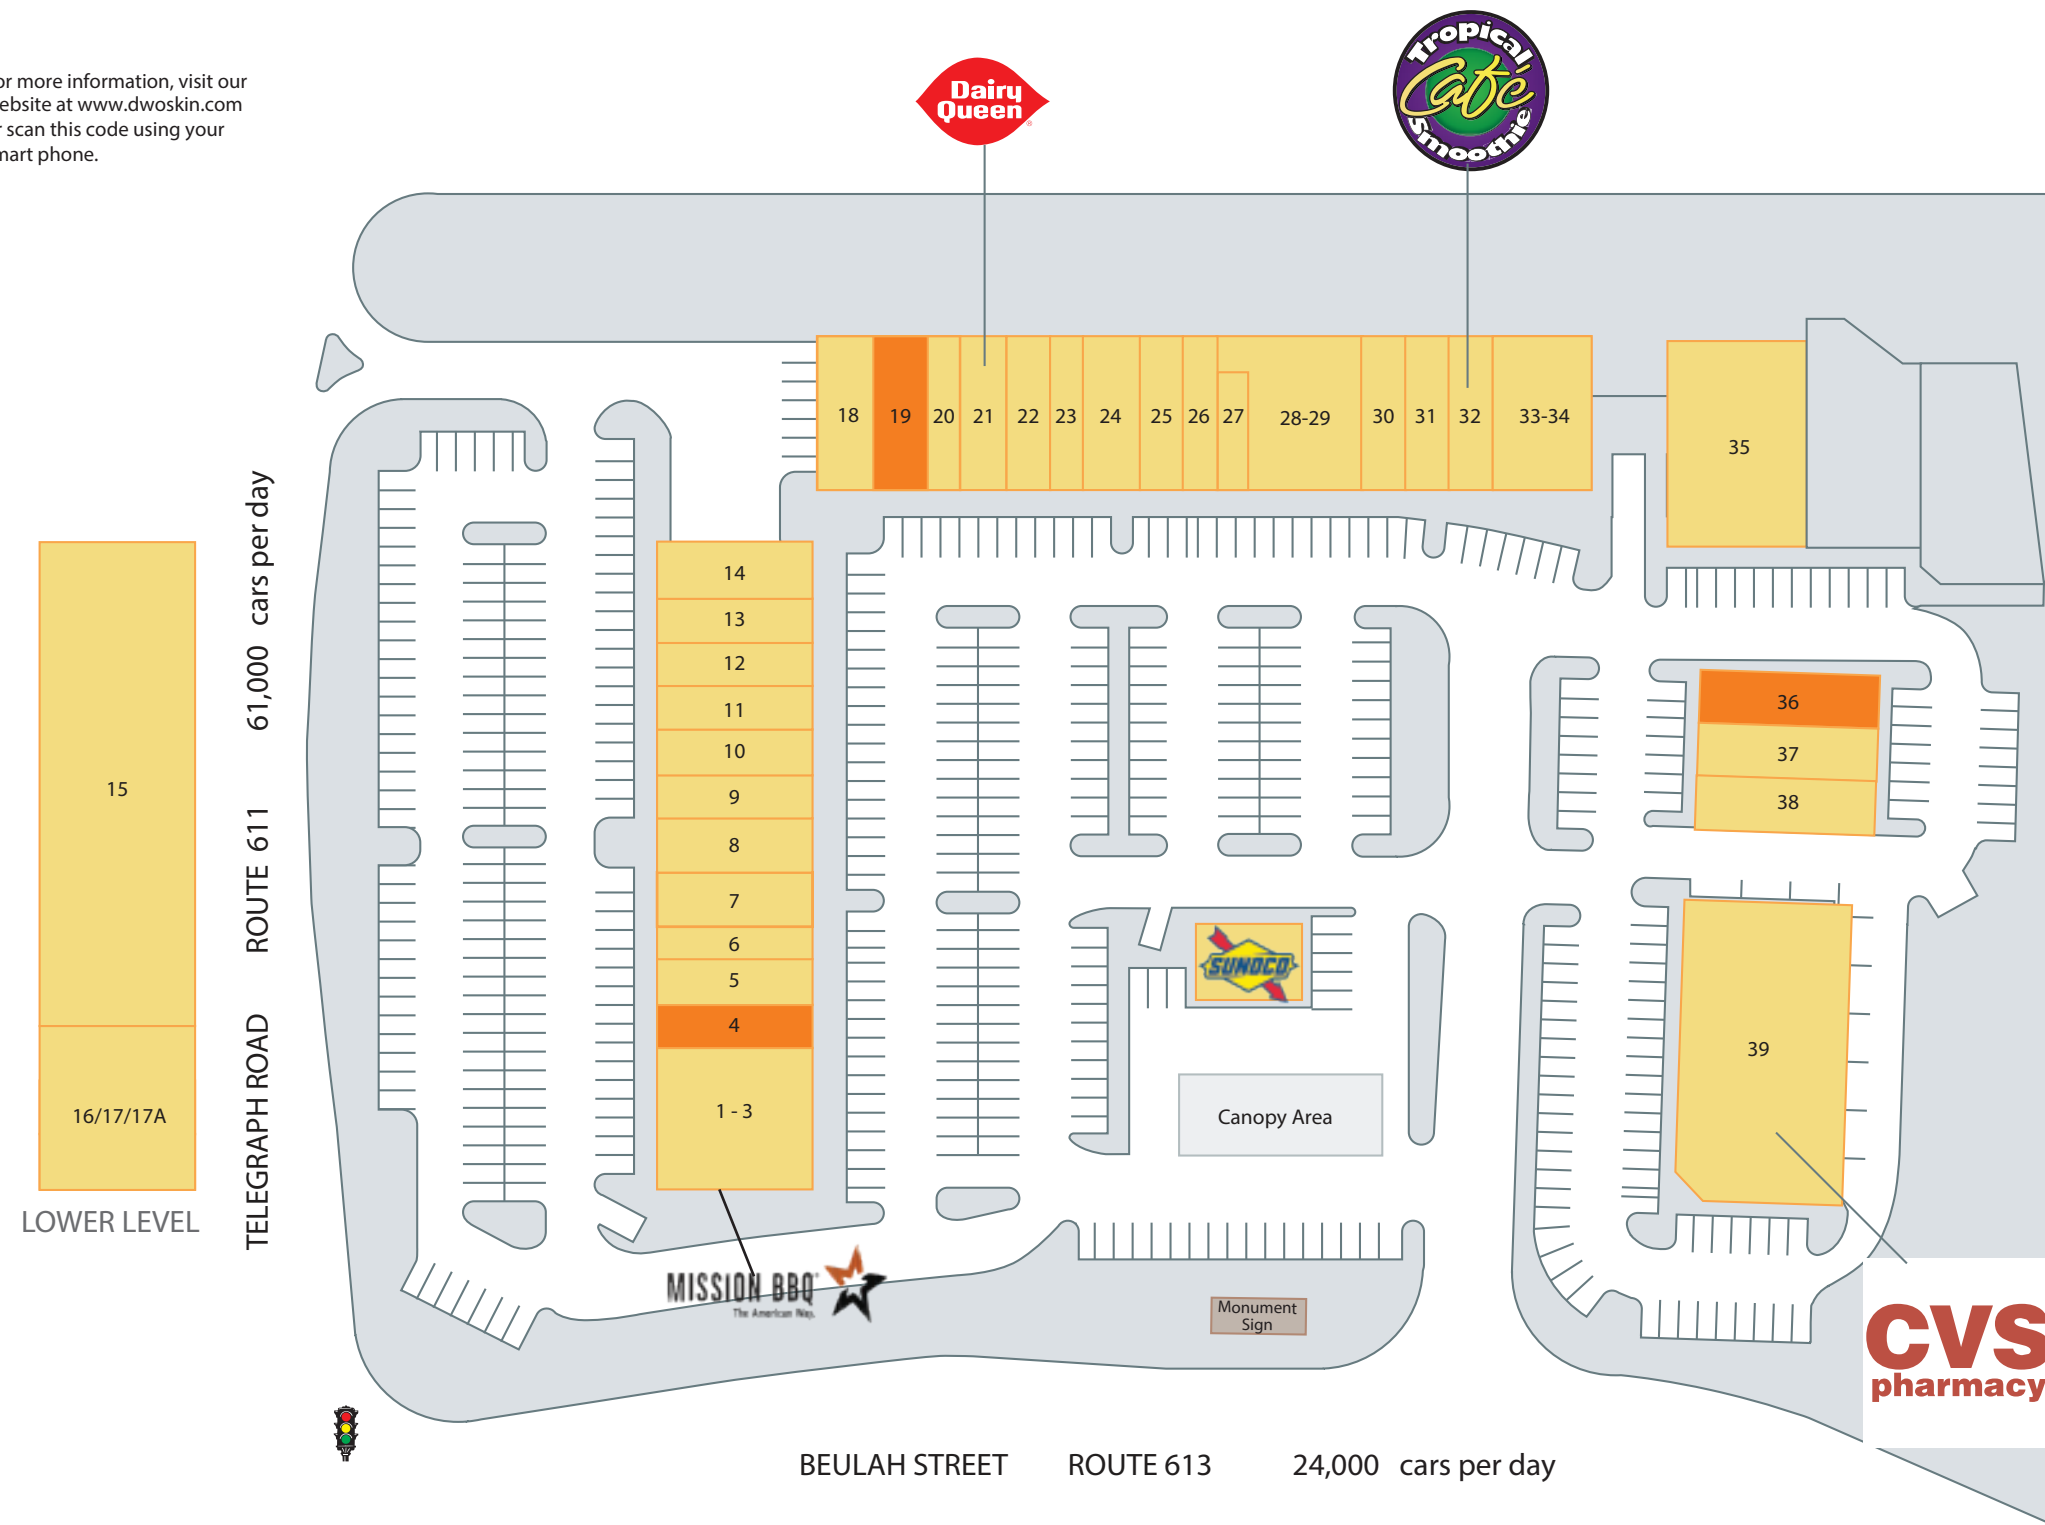 or more information, visit our
ebsite at www.dwoskin.com
r scan this code using your
mart phone.
Dairy
Queen
Tropical
Café
Smoothie
18
19
20
21
22
23
24
25
26
27
28-29
30
31
32
33-34
35
14
13
12
11
10
9
8
7
6
5
4
1 - 3
15
16/17/17A
LOWER LEVEL
TELEGRAPH ROAD ROUTE 611 61,000 cars per day
36
37
38
39
SUNOCO
Canopy Area
Monument
Sign
MISSION BBQ
The American Way.
CVS
pharmacy
BEULAH STREET ROUTE 613 24,000 cars per day